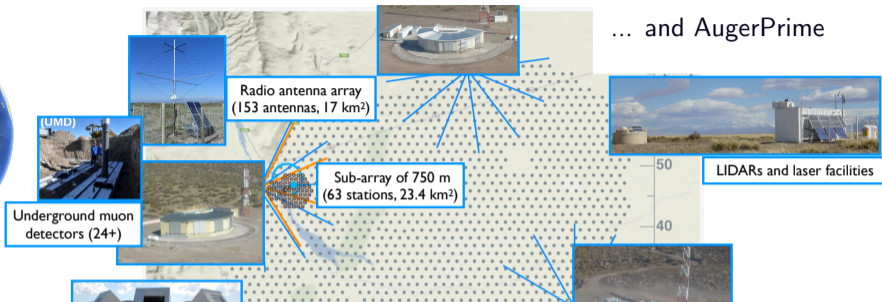 ... and AugerPrime
Radio antenna array
(153 antennas, 17 km²)
(UMD)
Sub-array of 750 m
(63 stations, 23.4 km²)
LIDARs and laser facilities
50
Underground muon
detectors (24+)
40